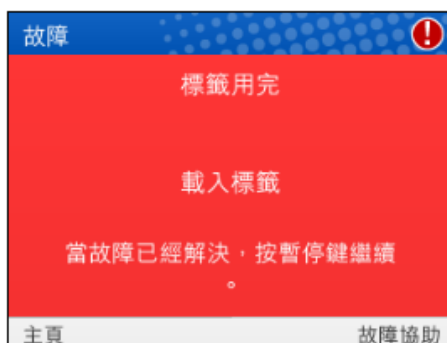 故障
標籤用完
載入標籤
當故障已經解決，按暫停鍵繼續
。
主頁 故障協助